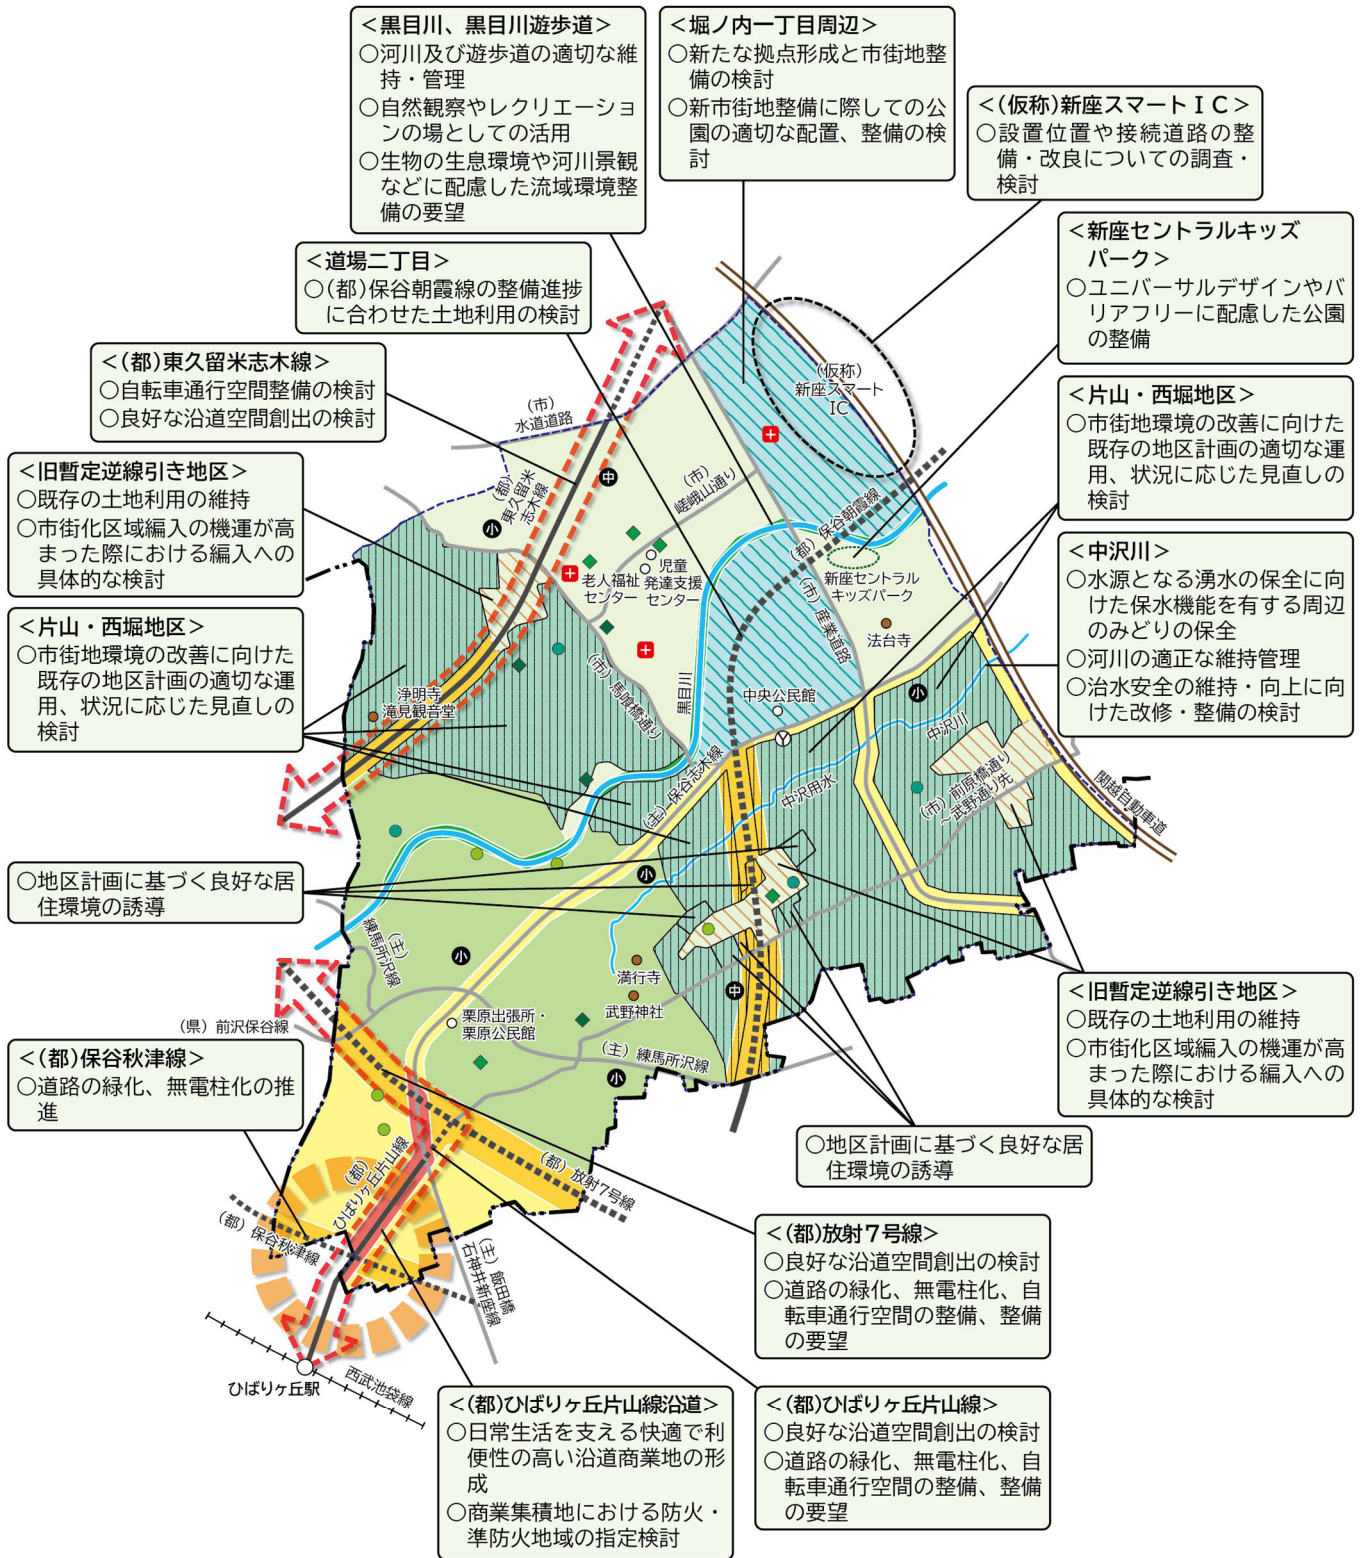 <黒目川、黒目川遊歩道>
○河川及び遊歩道の適切な維
持・管理
○自然観察やレクリエーショ
ンの場としての活用
○生物の生息環境や河川景観
などに配慮した流域環境整
備の要望
<堀ノ内一丁目周辺>
○新たな拠点形成と市街地整
備の検討
○新市街地整備に際しての公
園の適切な配置、整備の検
討
<(仮称)新座スマートIC>
○設置位置や接続道路の整
備・改良についての調査・
検討
<新座セントラルキッズ
パーク>
○ユニバーサルデザインやバ
リアフリーに配慮した公園
の整備
<道場二丁目>
○(都)保谷朝霞線の整備進捗
に合わせた土地利用の検討
<(都)東久留米志木線>
○自転車通行空間整備の検討
○良好な沿道空間創出の検討
<片山・西堀地区>
○市街地環境の改善に向けた
既存の地区計画の適切な運
用、状況に応じた見直しの
検討
<旧暫定逆線引き地区>
○既存の土地利用の維持
○市街化区域編入の機運が高
まった際における編入への
具体的な検討
<中沢川>
○水源となる湧水の保全に向
けた保水機能を有する周辺
のみどりの保全
○河川の適正な維持管理
○治水安全の維持・向上に向
けた改修・整備の検討
<片山・西堀地区>
○市街地環境の改善に向けた
既存の地区計画の適切な運
用、状況に応じた見直しの
検討
○地区計画に基づく良好な居
住環境の誘導
<旧暫定逆線引き地区>
○既存の土地利用の維持
○市街化区域編入の機運が高
まった際における編入への
具体的な検討
<(都)保谷秋津線>
○道路の緑化、無電柱化の推
進
○地区計画に基づく良好な居
住環境の誘導
<(都)放射7号線>
○良好な沿道空間創出の検討
○道路の緑化、無電柱化、自
転車通行空間の整備、整備
の要望
<(都)ひばりヶ丘片山線沿道>
○日常生活を支える快適で利
便性の高い沿道商業地の形
成
○商業集積地における防火・
準防火地域の指定検討
<(都)ひばりヶ丘片山線>
○良好な沿道空間創出の検討
○道路の緑化、無電柱化、自
転車通行空間の整備、整備
の要望
(仮称)
新座スマート
IC
(市)
水道道路
(都)
東久留米
志木線
中
小
(市)
嵯峨山通り
(都)保谷朝霞線
児童
発達支援
センター
老人福祉
センター
新座セントラル
キッズパーク
(市)産業道路
法台寺
(市)馬喰橋通り
黒目川
中央公民館
Y
小
浄明寺
滝見観音堂
(主)保谷志木線
中沢川
中沢用水
(市)前原橋通り
~武野通り先
関越自動車道
小
(主)
練馬所沢線
小
満行寺
武野神社
中
栗原出張所・
栗原公民館
(県)前沢保谷線
(主)練馬所沢線
小
(都)
ひばりヶ丘片山線
(都)放射7号線
(都)保谷秋津線
(主)飯田橋
石神井新座線
ひばりヶ丘駅
西武池袋線